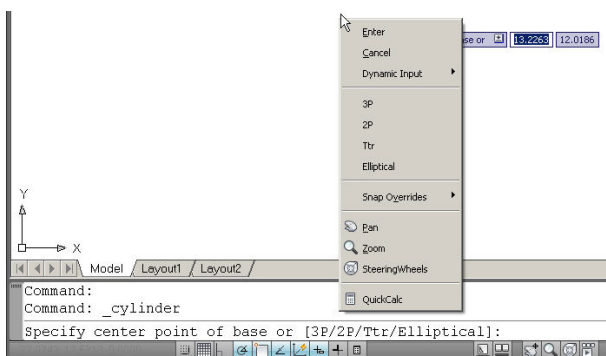 Enter
Cancel
Dynamic Input
se or 13.2263 12.0186
3P
2P
Ttr
Elliptical
Snap Overrides
Pan
Zoom
SteeringWheels
QuickCalc
Y
X
Model Layout1 Layout2
Command:
Command: _cylinder
Specify center point of base or [3P/2P/Ttr/Elliptical]: